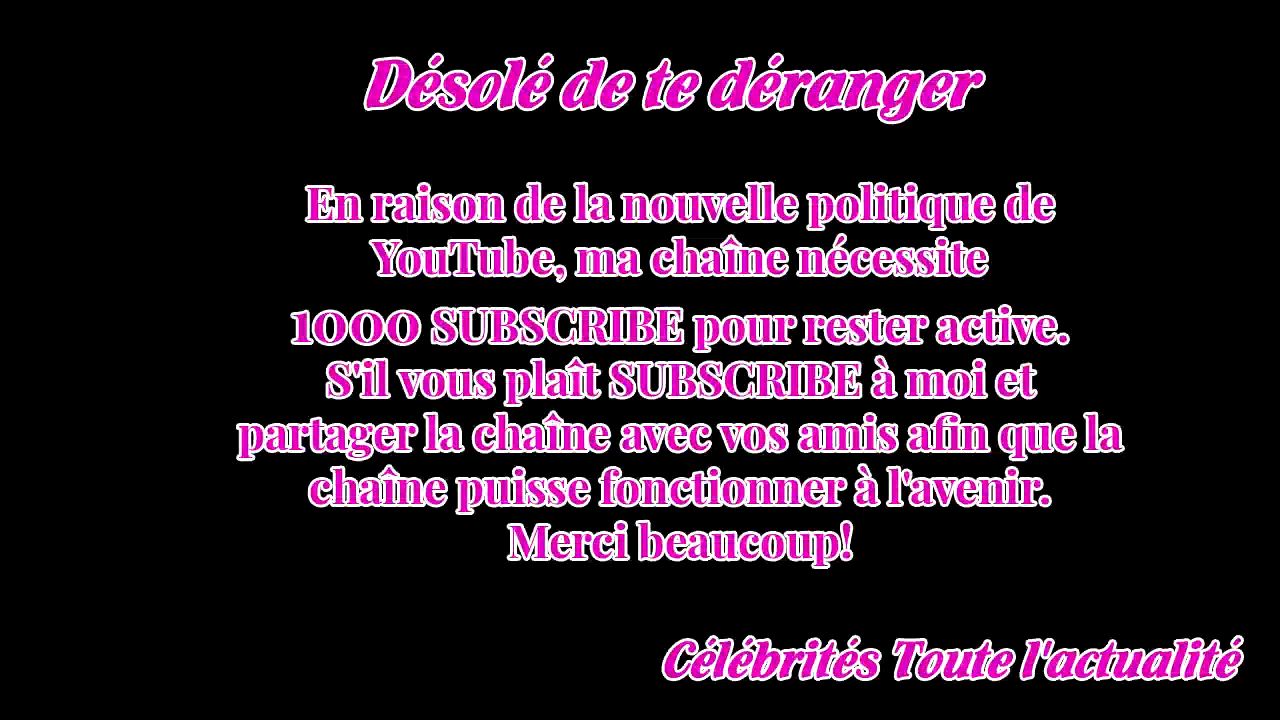 Désolé de te déranger
En raison de la nouvelle politique de
YouTube, ma chaîne nécessite
1000 SUBSCRIBE pour rester active.
S'il vous plaît SUBSCRIBE à moi et
partager la chaîne avec vos amis afin que la
chaîne puisse fonctionner à l'avenir.
Merci beaucoup!
Célébrités Toute l'actualité